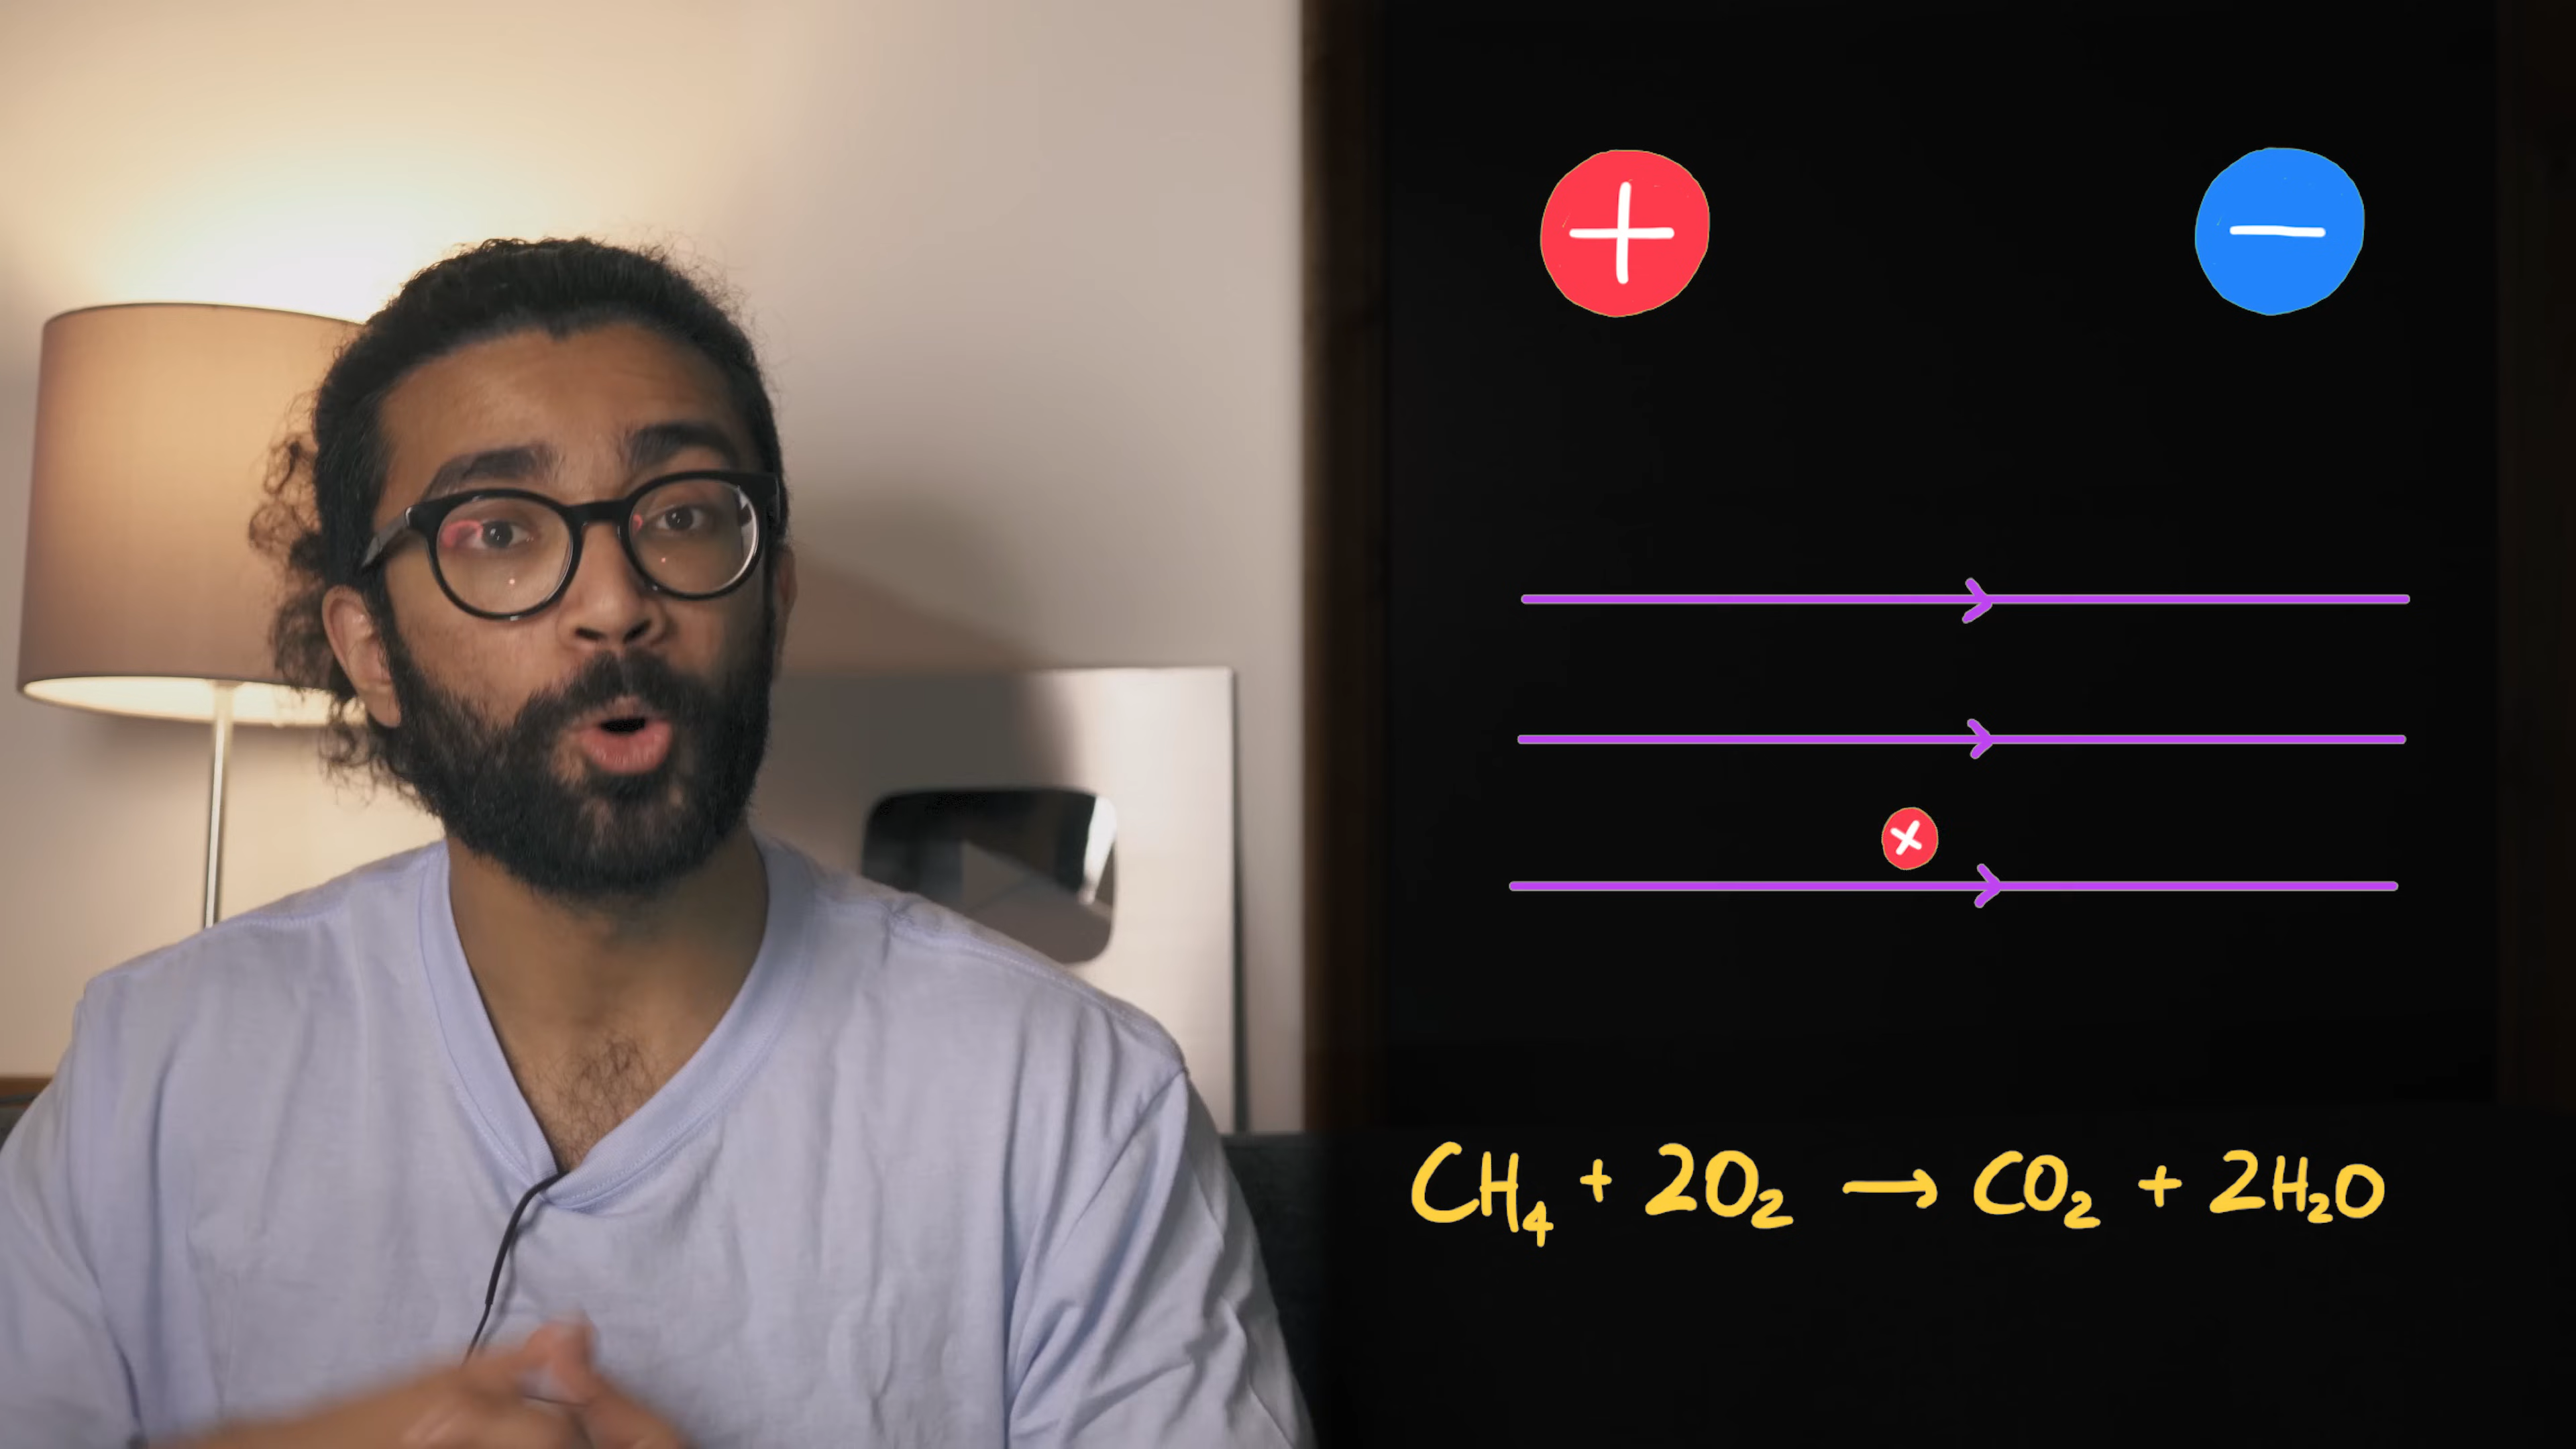 + −
×
CH₄ + 2O₂ → CO₂ + 2H₂O